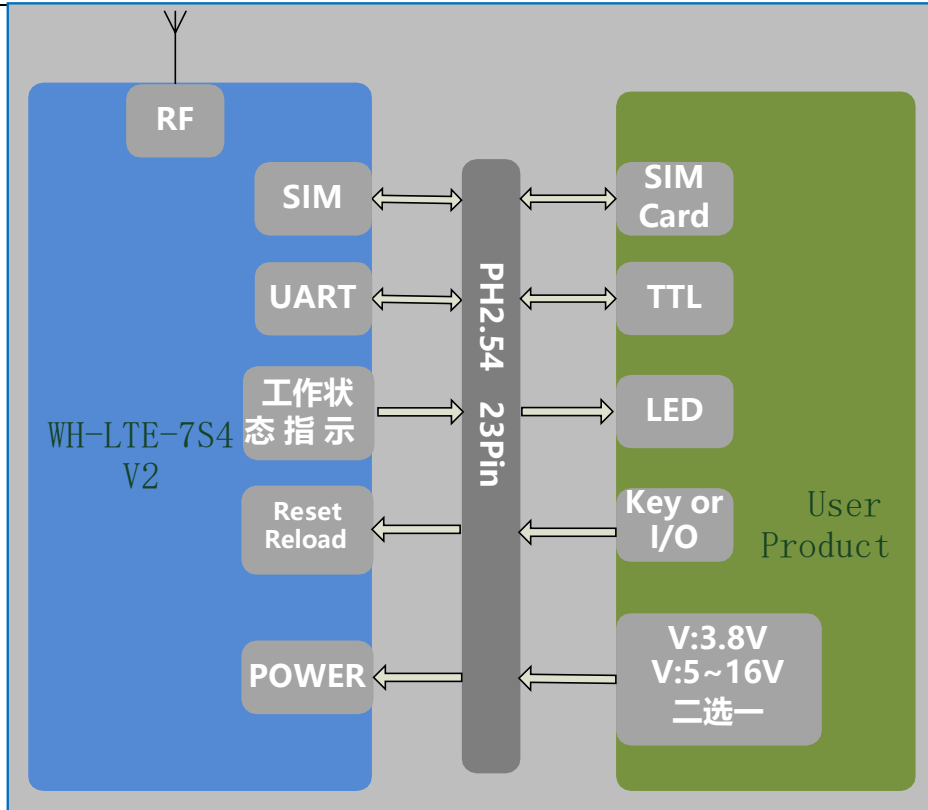 RF
SIM
UART
工作状
态 指 示
WH-LTE-7S4
V2
Reset
Reload
POWER
PH2.54 23Pin
SIM
Card
TTL
LED
Key or
I/O
User
Product
V:3.8V
V:5~16V
二选一